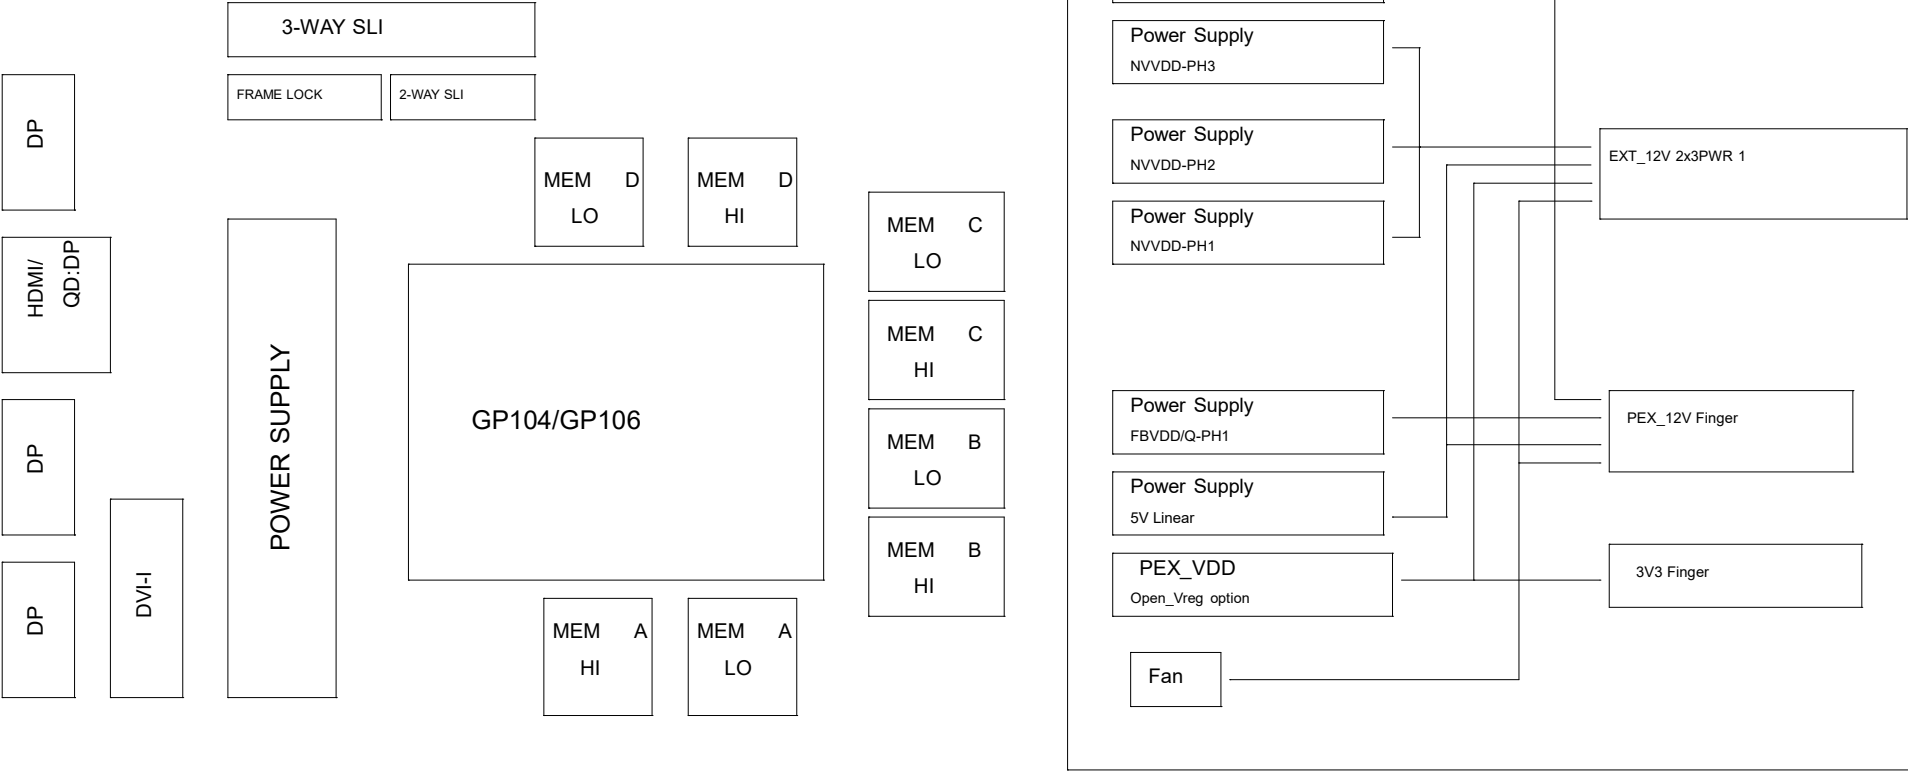 3-WAY SLI
FRAME LOCK
2-WAY SLI
DP
HDMI/
QD:DP
DP
DP
DVI-I
POWER SUPPLY
MEM D
LO
MEM D
HI
GP104/GP106
MEM C
LO
MEM C
HI
MEM B
LO
MEM B
HI
MEM A
HI
MEM A
LO
Power Supply
NVVDD-PH3
Power Supply
NVVDD-PH2
Power Supply
NVVDD-PH1
EXT_12V 2x3PWR 1
Power Supply
FBVDD/Q-PH1
PEX_12V Finger
Power Supply
5V Linear
PEX_VDD
Open_Vreg option
3V3 Finger
Fan